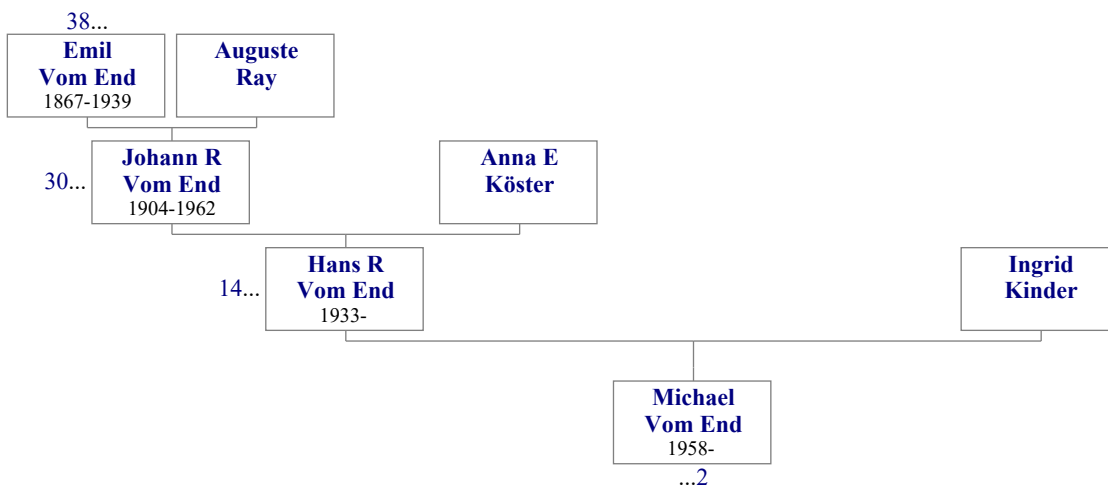 38...
Emil
Vom End
1867-1939
Auguste
Ray
30...
Johann R
Vom End
1904-1962
Anna E
Köster
14...
Hans R
Vom End
1933-
Ingrid
Kinder
Michael
Vom End
1958-
...2